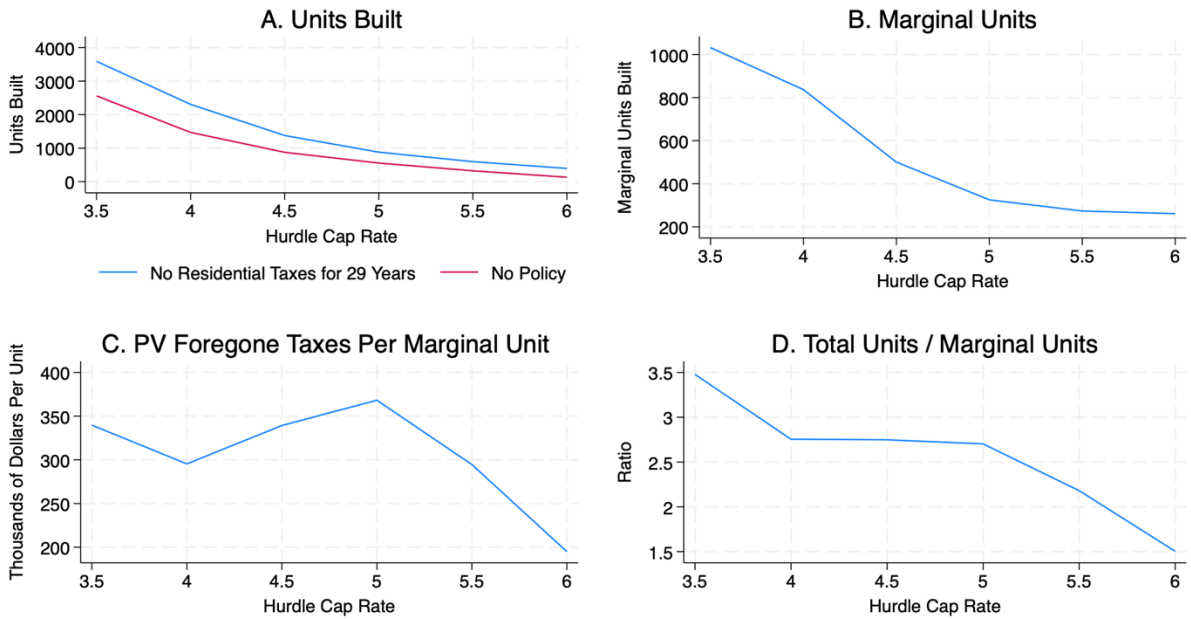 A. Units Built
Units Built
4000
3000
2000
1000
0
3.5 4 4.5 5 5.5 6
Hurdle Cap Rate
No Residential Taxes for 29 Years No Policy
B. Marginal Units
Marginal Units Built
1000
800
600
400
200
3.5 4 4.5 5 5.5 6
Hurdle Cap Rate
C. PV Foregone Taxes Per Marginal Unit
Thousands of Dollars Per Unit
400
350
300
250
200
3.5 4 4.5 5 5.5 6
Hurdle Cap Rate
D. Total Units / Marginal Units
Ratio
3.5
3
2.5
2
1.5
3.5 4 4.5 5 5.5 6
Hurdle Cap Rate